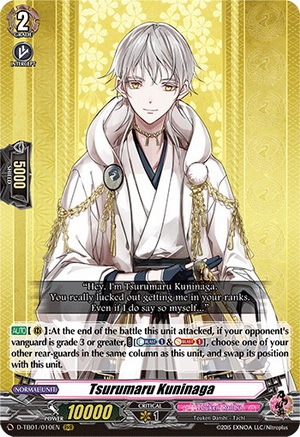 2
GRADE
INTERCEPT
5000
SHIELD
"Hey. I'm Tsurumaru Kuninaga.
You really lucked out getting me in your ranks.
Even if I do say so myself..."
AUTO [R]:At the end of the battle this unit attacked, if your opponent's
vanguard is grade 3 or greater, [BLAST 1 & BLAST 1], choose one of your
other rear-guards in the same column as this unit, and swap its position
with this unit.
NORMAL UNIT
Tsurumaru Kuninaga
POWER 10000
CRITICAL 1
Touken Ranbu
Touken Danshi - Tachi
D-TB01/010EN RRR
©2015 EXNOA LLC/Nitroplus